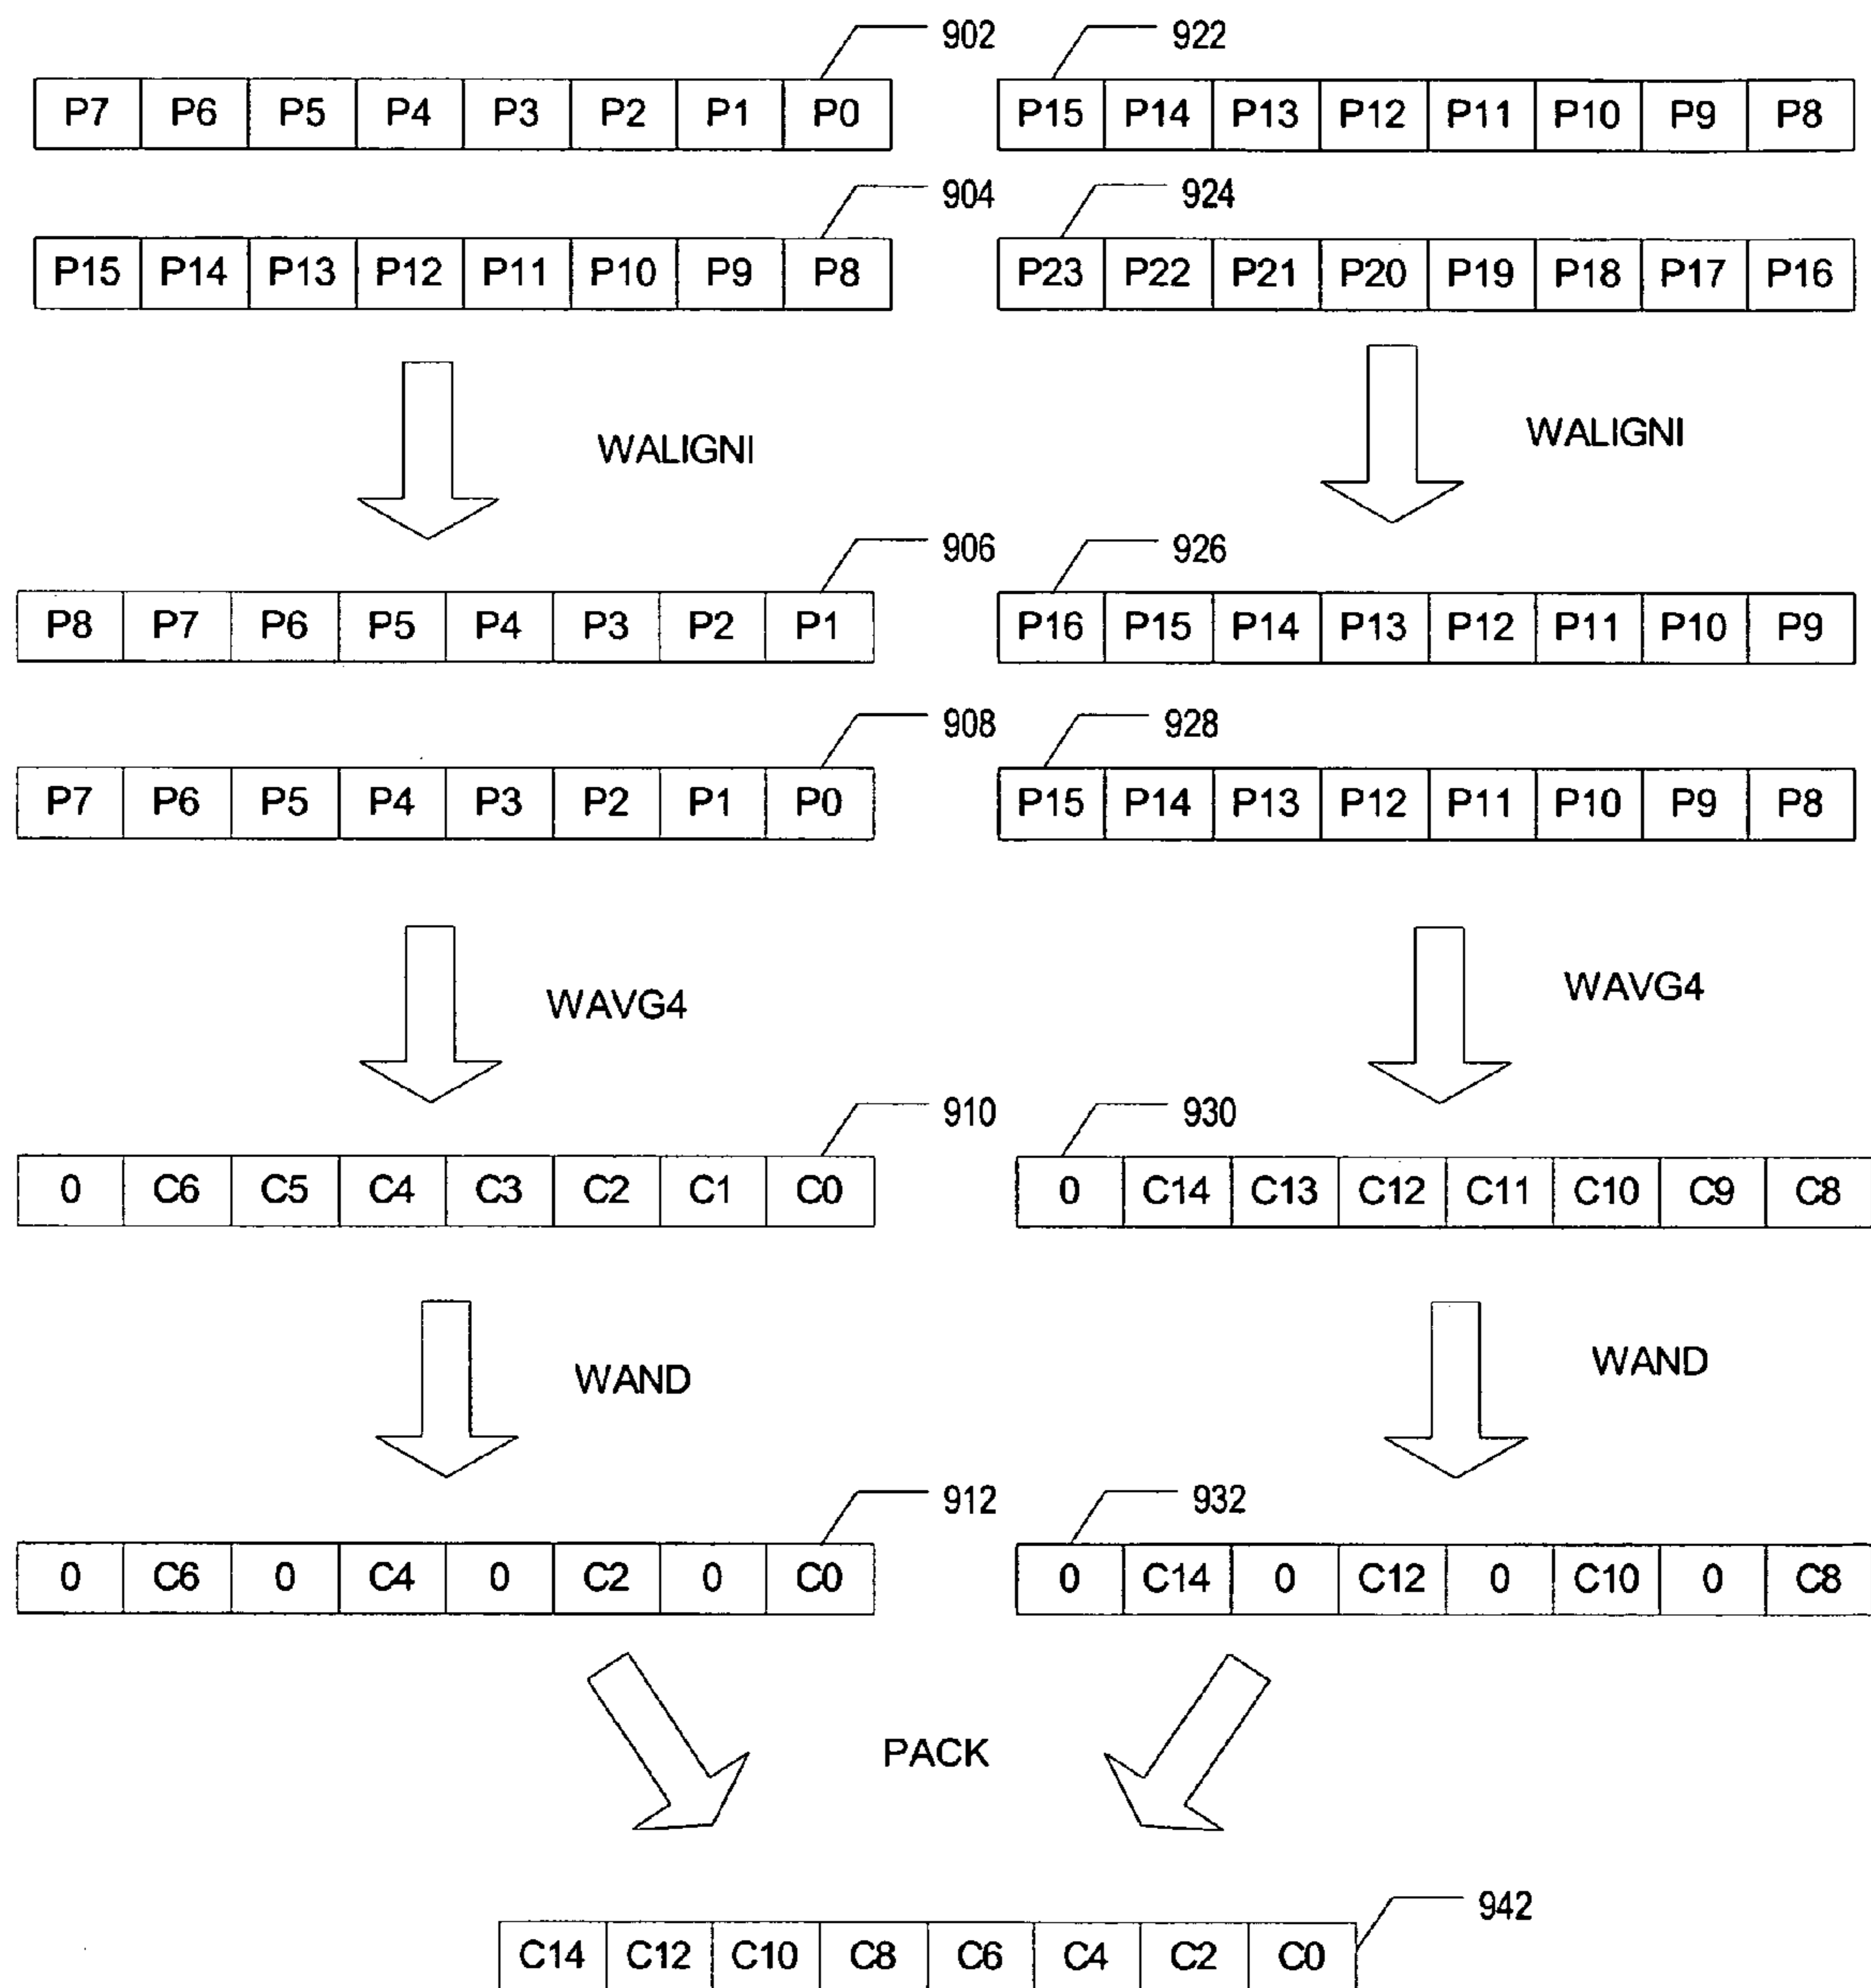 902 922
P7 P6 P5 P4 P3 P2 P1 P0 P15 P14 P13 P12 P11 P10 P9 P8
904 924
P15 P14 P13 P12 P11 P10 P9 P8 P23 P22 P21 P20 P19 P18 P17 P16
WALIGNI WALIGNI
906 926
P8 P7 P6 P5 P4 P3 P2 P1 P16 P15 P14 P13 P12 P11 P10 P9
908 928
P7 P6 P5 P4 P3 P2 P1 P0 P15 P14 P13 P12 P11 P10 P9 P8
WAVG4 WAVG4
910 930
0 C6 C5 C4 C3 C2 C1 C0 0 C14 C13 C12 C11 C10 C9 C8
WAND WAND
912 932
0 C6 0 C4 0 C2 0 C0 0 C14 0 C12 0 C10 0 C8
PACK
942
C14 C12 C10 C8 C6 C4 C2 C0